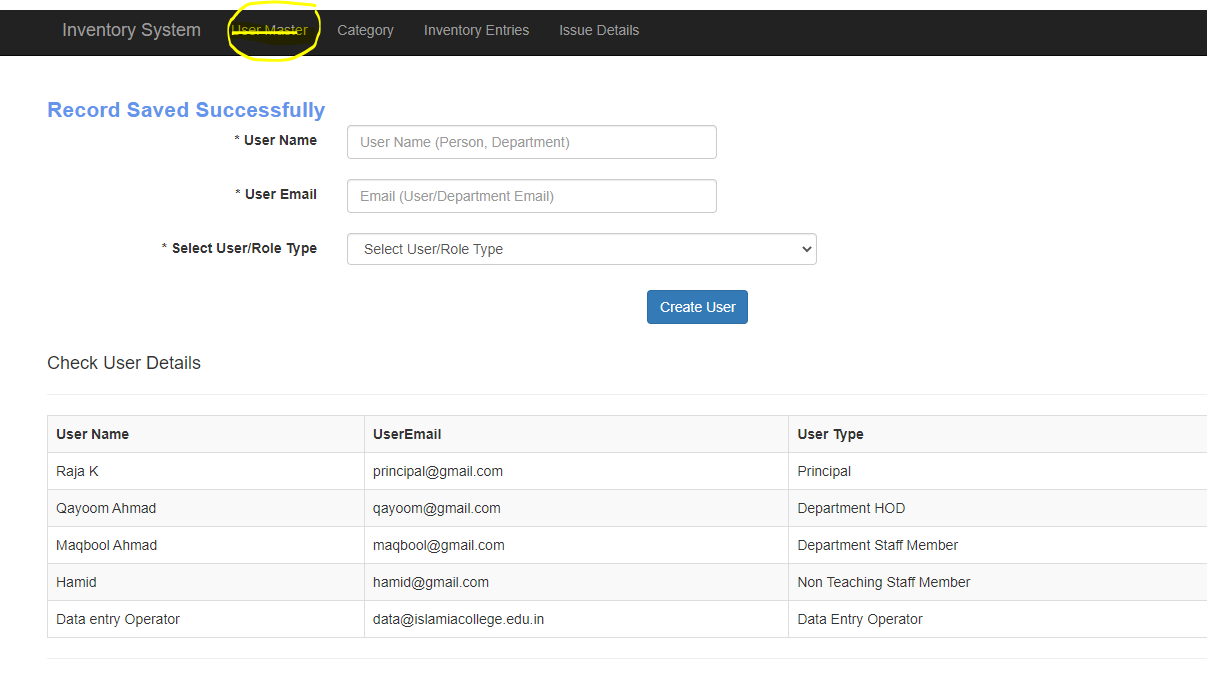 Inventory System User Master Category Inventory Entries Issue Details
Record Saved Successfully
* User Name User Name (Person, Department)
* User Email Email (User/Department Email)
* Select User/Role Type Select User/Role Type
Create User
Check User Details
User Name UserEmail User Type
Raja K principal@gmail.com Principal
Qayoom Ahmad qayoom@gmail.com Department HOD
Maqbool Ahmad maqbool@gmail.com Department Staff Member
Hamid hamid@gmail.com Non Teaching Staff Member
Data entry Operator data@islamiacollege.edu.in Data Entry Operator